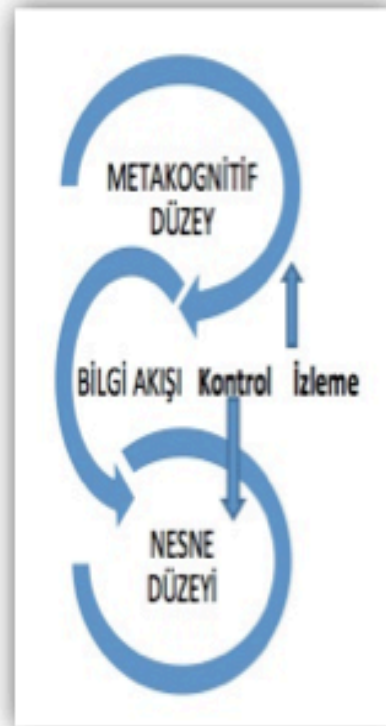 METAKOGNİTİF
DÜZEY
BİLGİ AKIŞI Kontrol İzleme
NESNE
DÜZEYİ